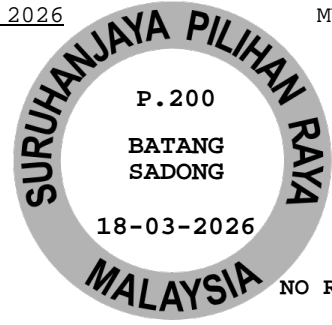 2026
M
SURUHANJAYA PILIHAN RAYA
P.200
BATANG
SADONG
18-03-2026
MALAYSIA
NO R